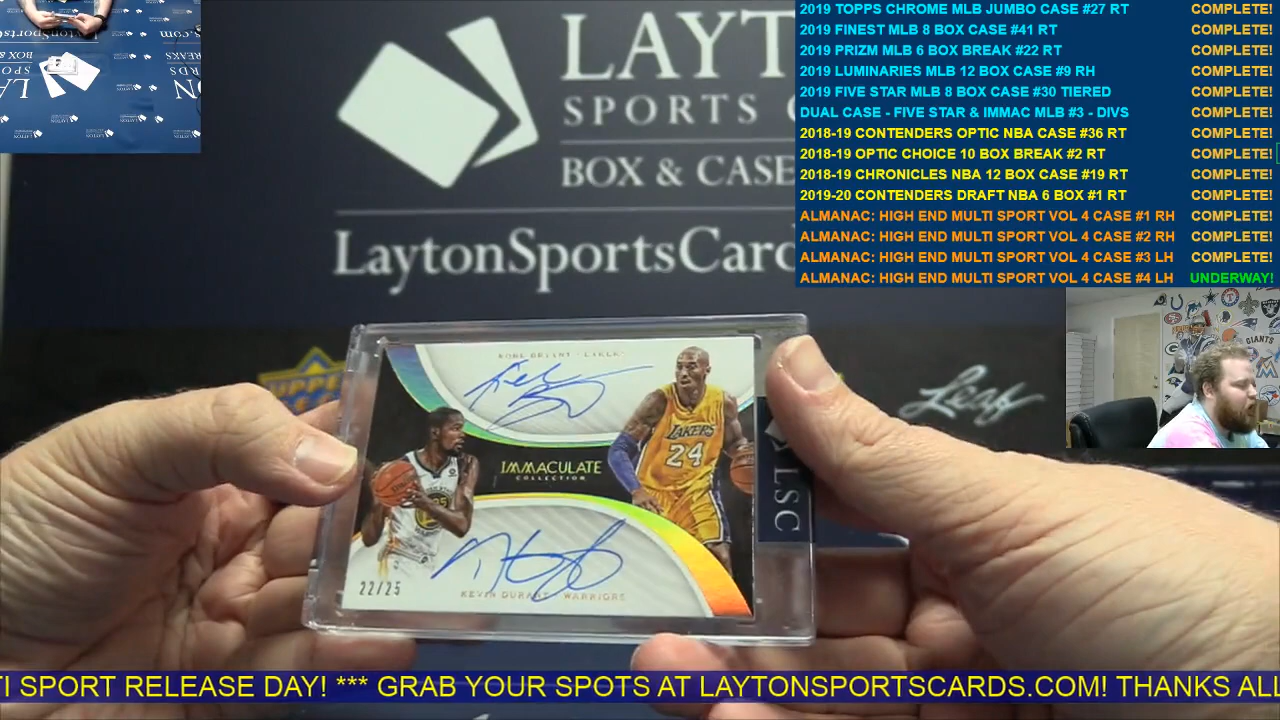 2019 TOPPS CHROME MLB JUMBO CASE #27 RT COMPLETE!
2019 FINEST MLB 8 BOX CASE #41 RT COMPLETE!
2019 PRIZM MLB 6 BOX BREAK #22 RT COMPLETE!
2019 LUMINARIES MLB 12 BOX CASE #9 RH COMPLETE!
2019 FIVE STAR MLB 8 BOX CASE #30 TIERED COMPLETE!
DUAL CASE - FIVE STAR & IMMAC MLB #3 - DIVS COMPLETE!
2018-19 CONTENDERS OPTIC NBA CASE #36 RT COMPLETE!
2018-19 OPTIC CHOICE 10 BOX BREAK #2 RT COMPLETE!
2018-19 CHRONICLES NBA 12 BOX CASE #19 RT COMPLETE!
2019-20 CONTENDERS DRAFT NBA 6 BOX #1 RT COMPLETE!
ALMANAC: HIGH END MULTI SPORT VOL 4 CASE #1 RH COMPLETE!
ALMANAC: HIGH END MULTI SPORT VOL 4 CASE #2 RH COMPLETE!
ALMANAC: HIGH END MULTI SPORT VOL 4 CASE #3 LH COMPLETE!
ALMANAC: HIGH END MULTI SPORT VOL 4 CASE #4 LH UNDERWAY!
LAYT
SPORTS C
BOX & CASE
LaytonSportsCard
UPPE
Leaf
GIANTS
KOBE BRYANT - LAKERS
IMMACULATE
COLLECTION
LAKERS
24
35
22/25
KEVIN DURANT - WARRIORS
LSC
TI SPORT RELEASE DAY! *** GRAB YOUR SPOTS AT LAYTONSPORTSCARDS.COM! THANKS ALL